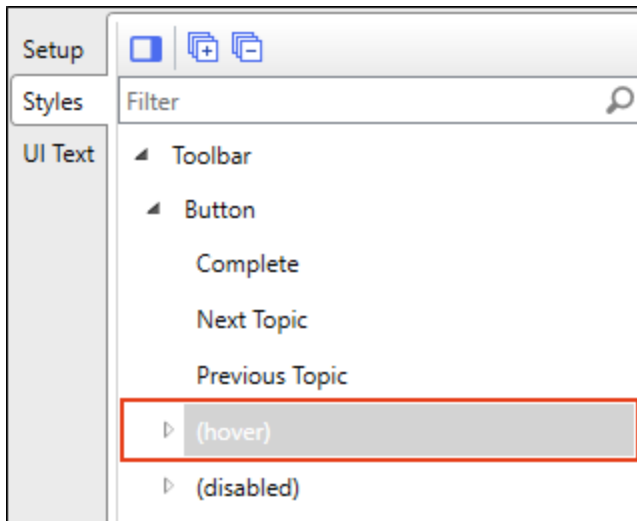 Setup
Styles
UI Text
Filter
Toolbar
Button
Complete
Next Topic
Previous Topic
(hover)
(disabled)